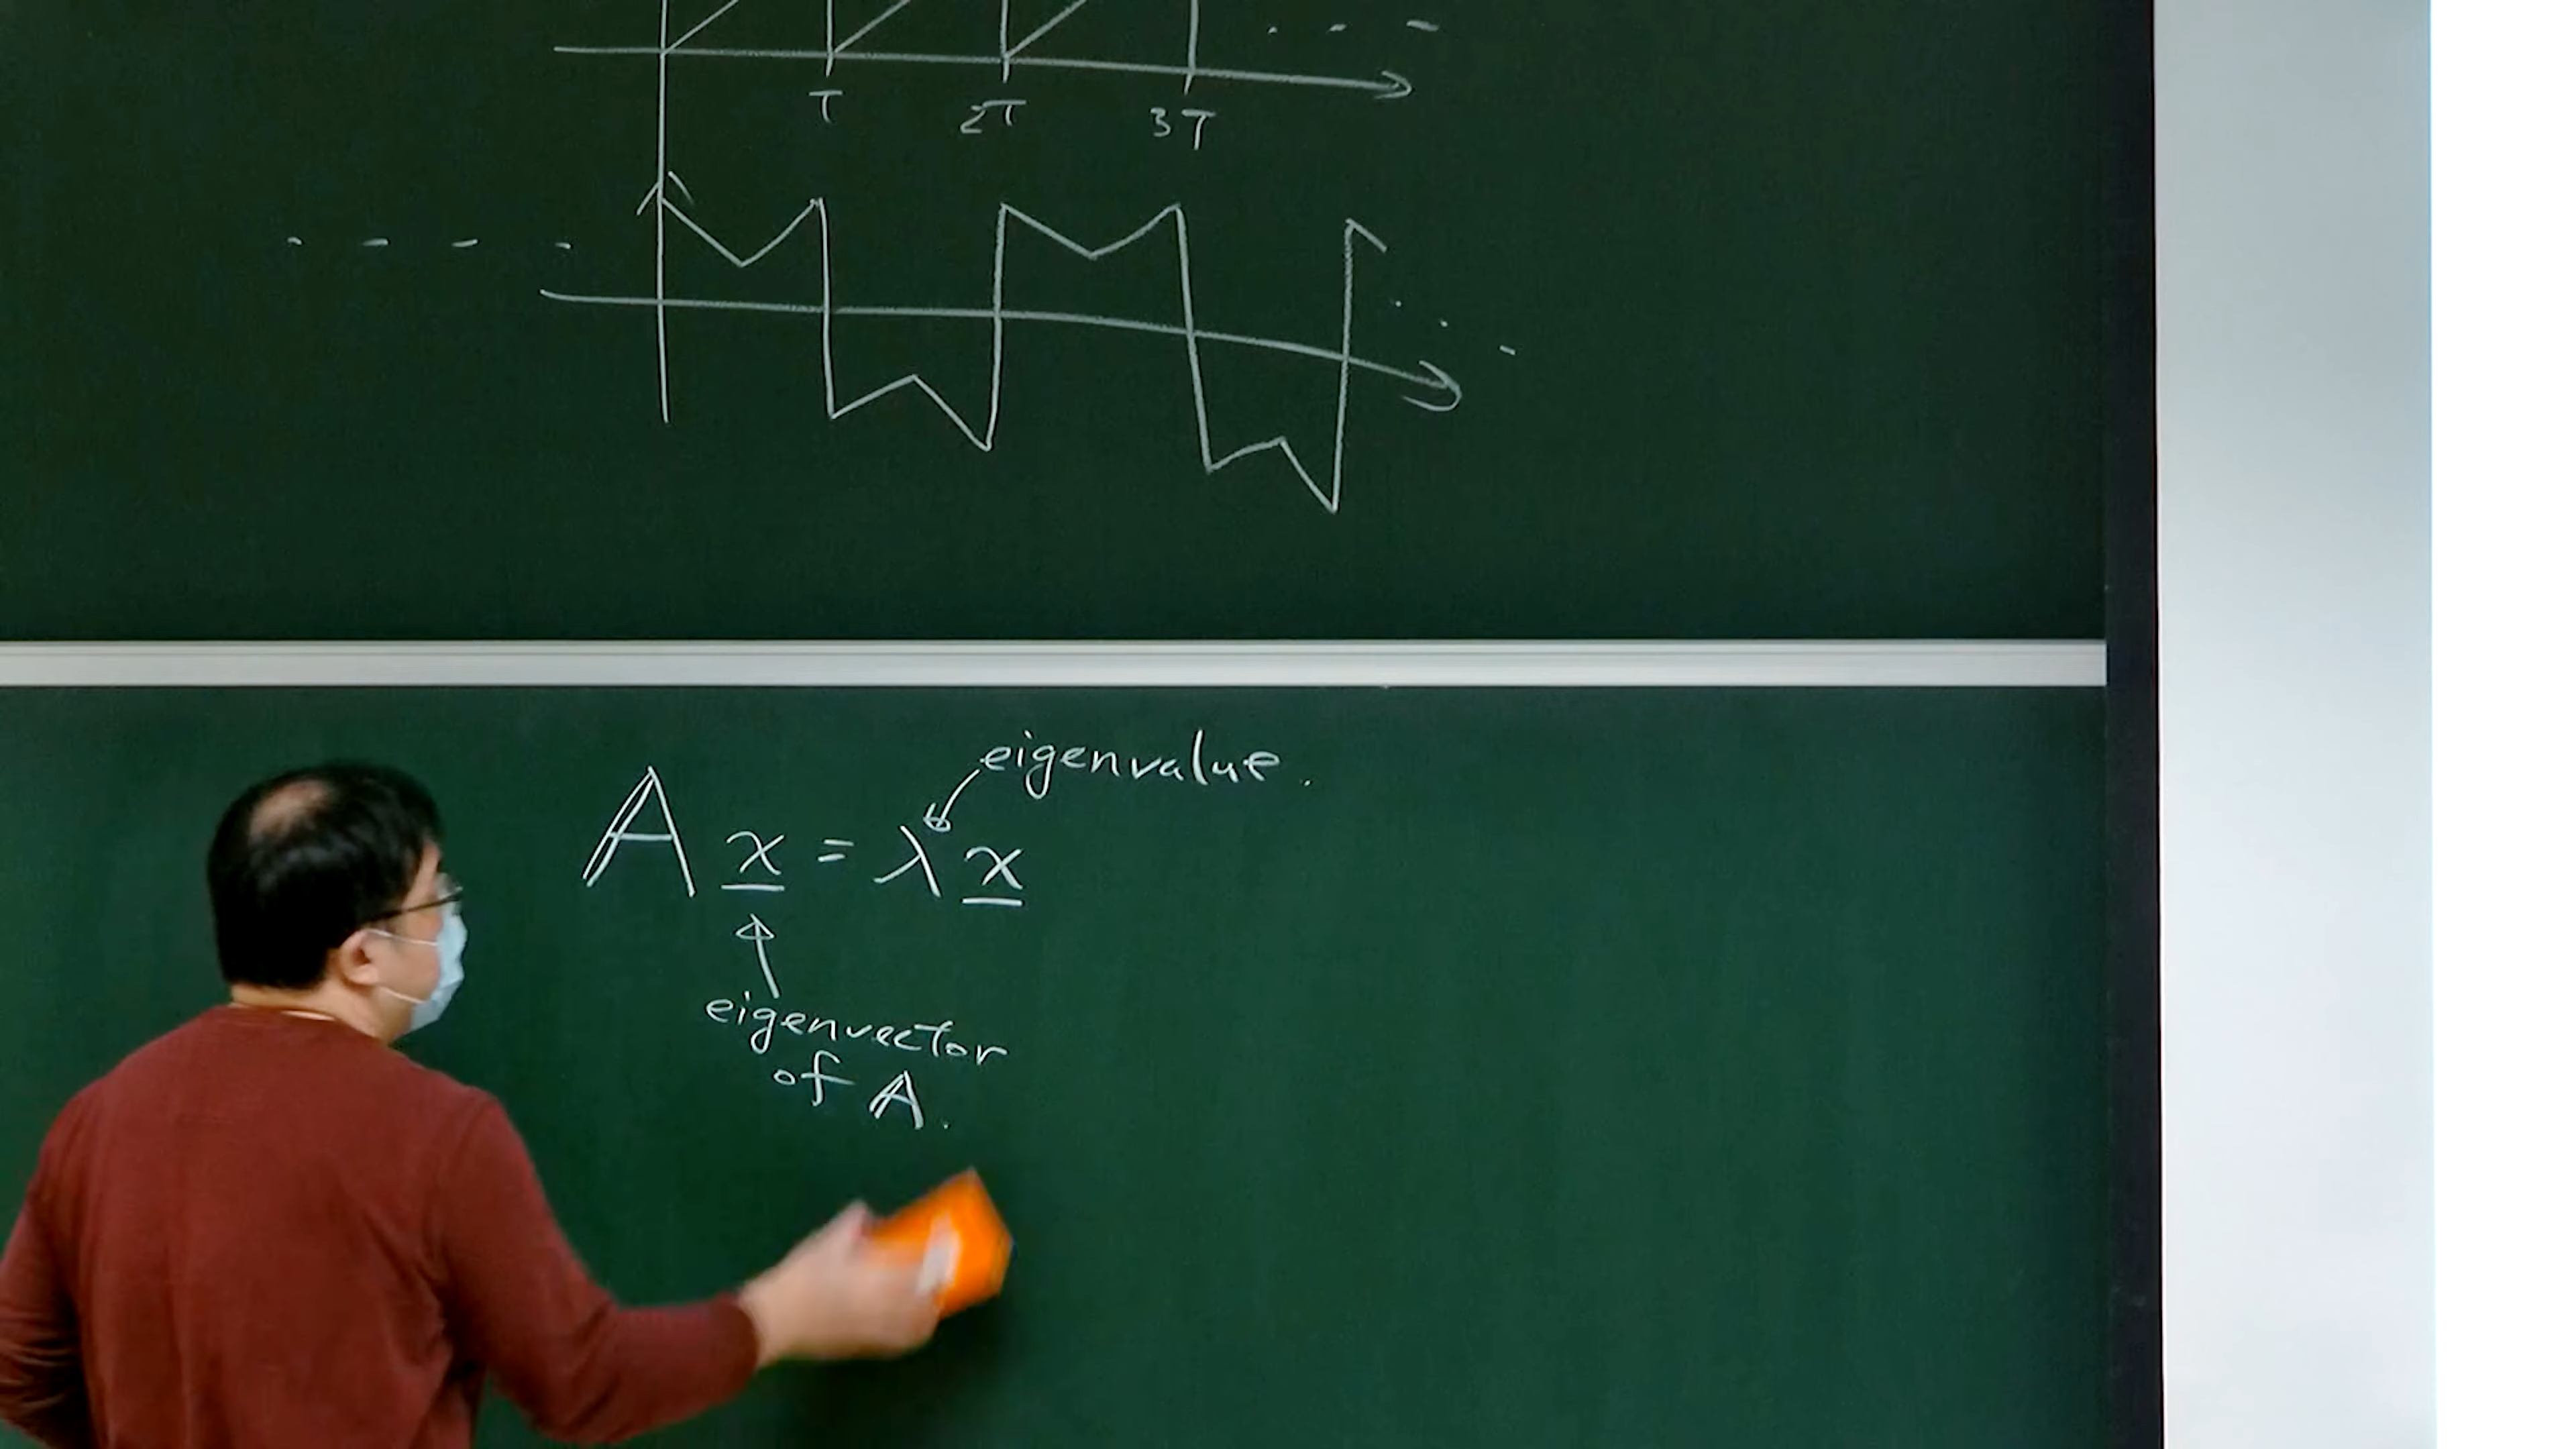 T 2T 3T
eigenvalue.
A x = λ x
eigenvector
of A.